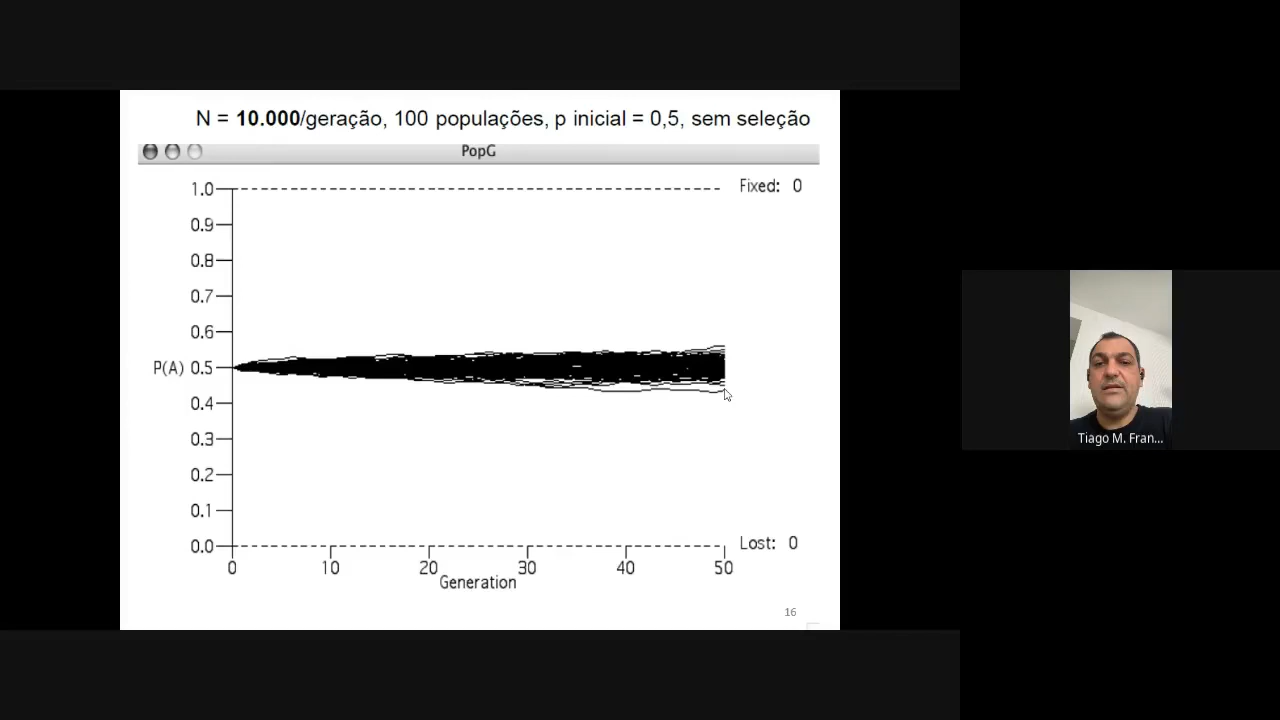 N = 10.000/geração, 100 populações, p inicial = 0,5, sem seleção
PopG
Fixed: 0
1.0
0.9
0.8
0.7
0.6
P(A) 0.5
0.4
0.3
0.2
0.1
0.0
Lost: 0
0 10 20 30 40 50
Generation
16
Tiago M. Fran...